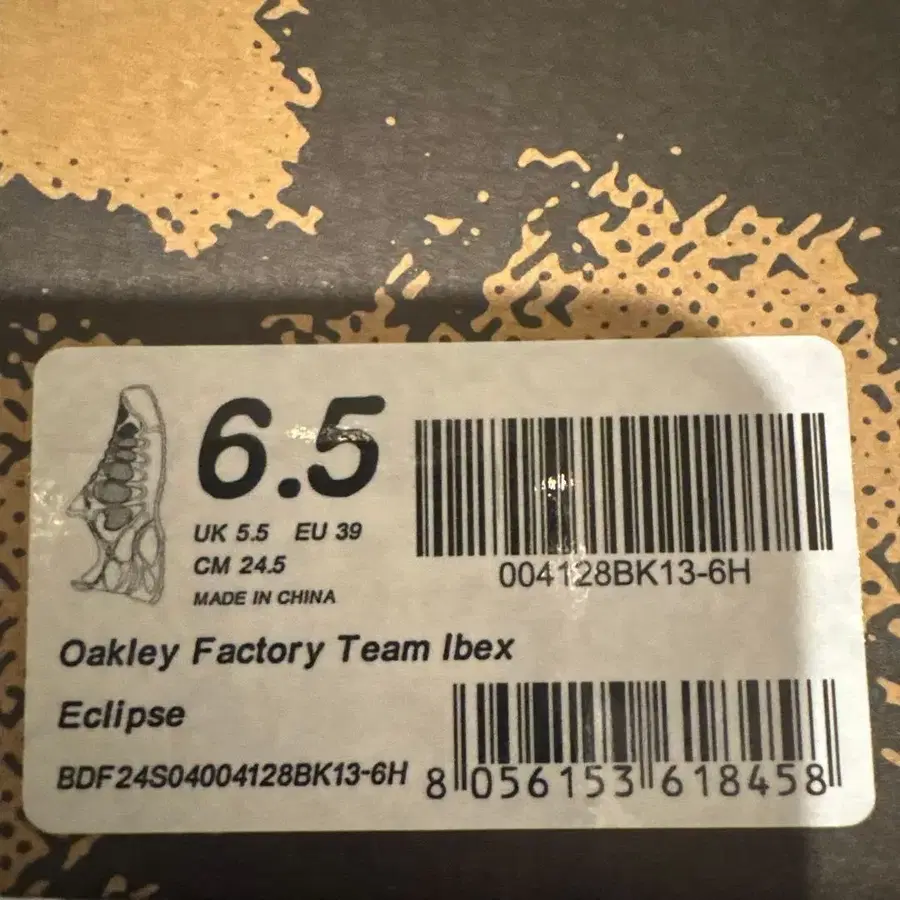 6.5
UK 5.5 EU 39
CM 24.5
MADE IN CHINA
004128BK13-6H
Oakley Factory Team Ibex
Eclipse
BDF24S04004128BK13-6H
8 056153 618458